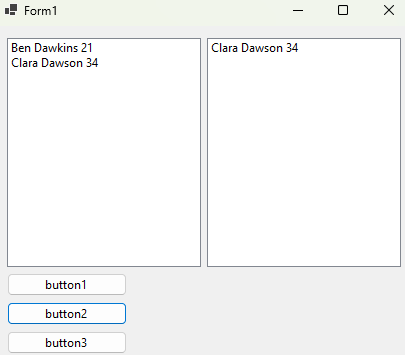 Form1
Ben Dawkins 21
Clara Dawson 34
Clara Dawson 34
button1
button2
button3